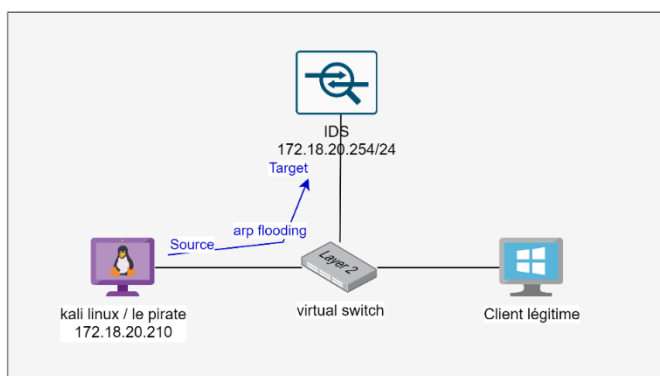 IDS
172.18.20.254/24
Target
arp flooding
Source
Layer 2
kali linux / le pirate
172.18.20.210
virtual switch
Client légitime